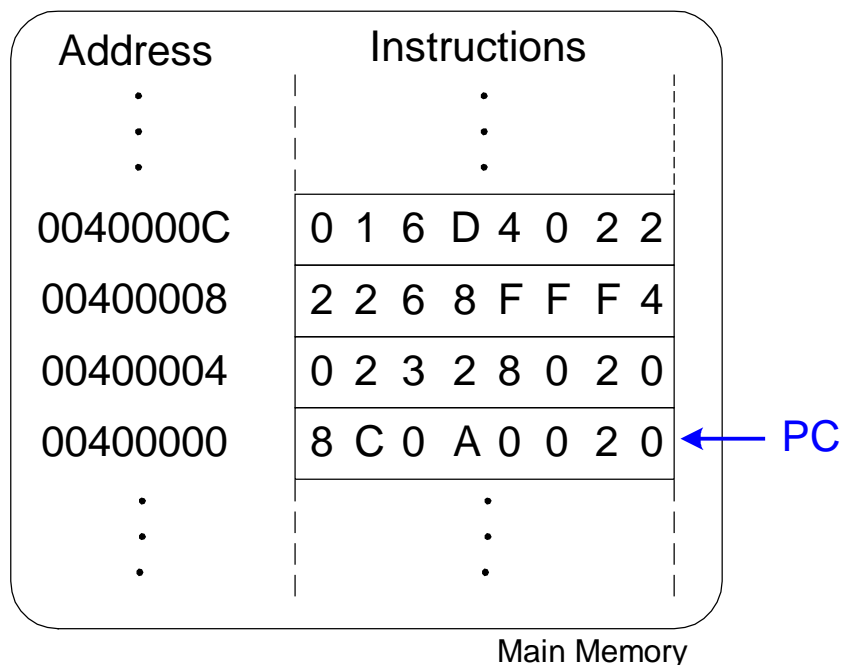 Address Instructions
0040000C 0 1 6 D 4 0 2 2
00400008 2 2 6 8 F F F 4
00400004 0 2 3 2 8 0 2 0
00400000 8 C 0 A 0 0 2 0 PC
Main Memory